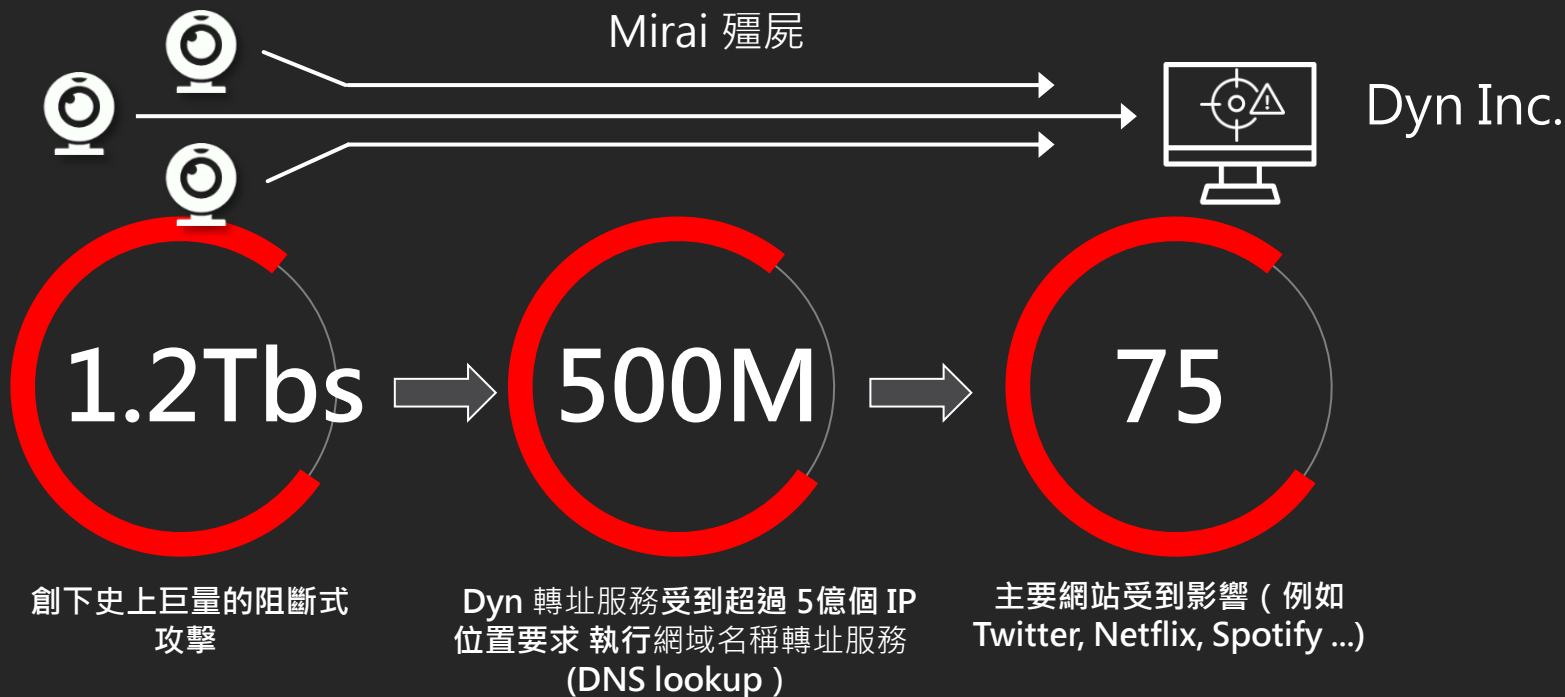 Mirai 殭屍
Dyn Inc.
1.2Tbs
500M
75
創下史上巨量的阻斷式
攻擊
Dyn 轉址服務受到超過 5億個 IP
位置要求 執行網域名稱轉址服務
(DNS lookup )
主要網站受到影響 ( 例如
Twitter, Netflix, Spotify ...)